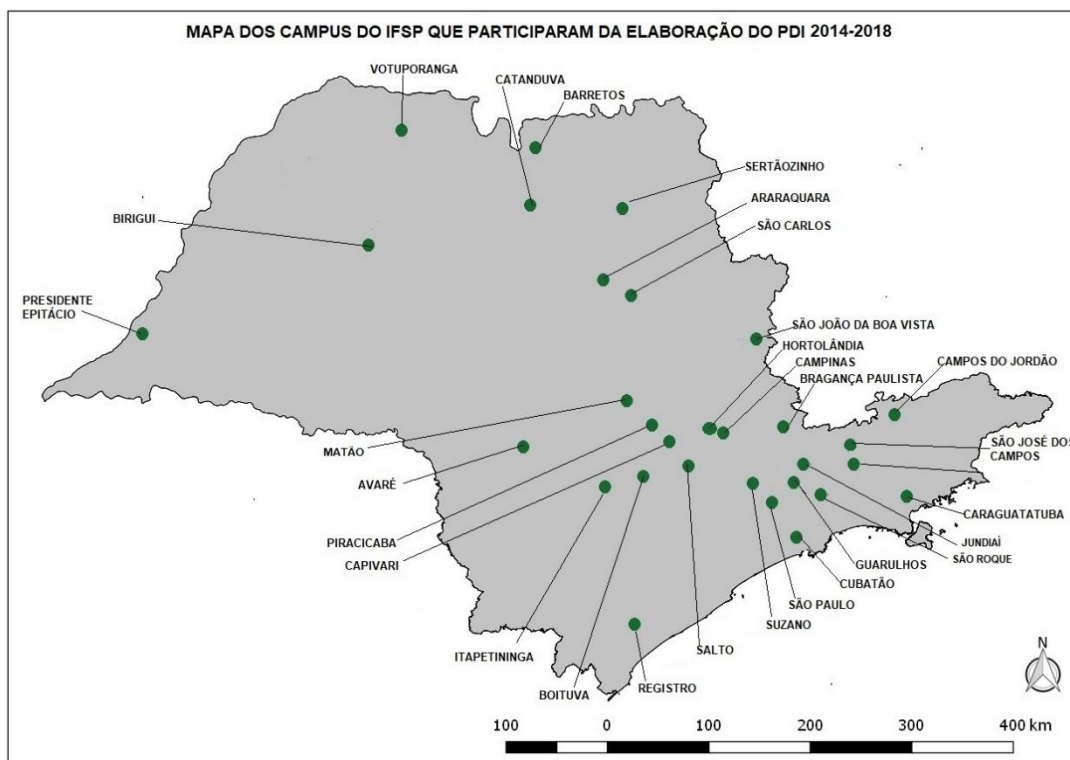 MAPA DOS CAMPUS DO IFSP QUE PARTICIPARAM DA ELABORAÇÃO DO PDI 2014-2018
VOTUPORANGA
CATANDUVA
BARRETOS
SERTÃOZINHO
ARARAQUARA
SÃO CARLOS
BIRIGUI
PRESIDENTE
EPITÁCIO
SÃO JOÃO DA BOA VISTA
HORTOLÂNDIA
CAMPINAS
BRAGANÇA PAULISTA
CAMPOS DO JORDÃO
MATÃO
AVARÉ
SÃO JOSÉ DOS
CAMPOS
CARAGUATATUBA
PIRACICABA
CAPIVARI
JUNDIAÍ
SÃO ROQUE
GUARULHOS
CUBATÃO
SÃO PAULO
SUZANO
SALTO
ITAPETININGA
BOITUVA
REGISTRO
N
100 0 100 200 300 400 km